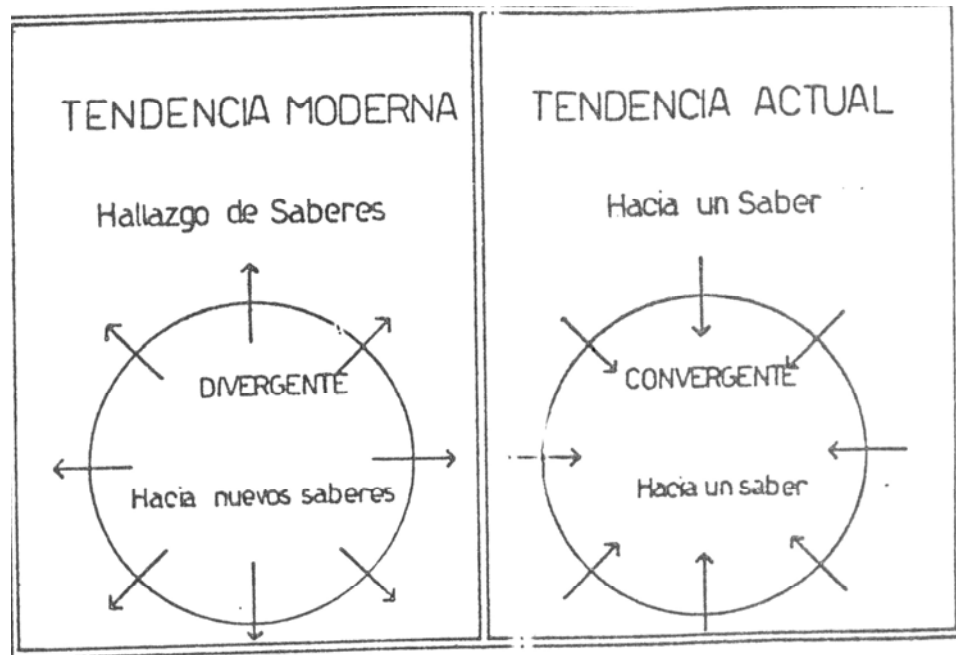 TENDENCIA MODERNA
Hallazgo de Saberes
DIVERGENTE
Hacia nuevos saberes
TENDENCIA ACTUAL
Hacia un Saber
CONVERGENTE
Hacia un saber